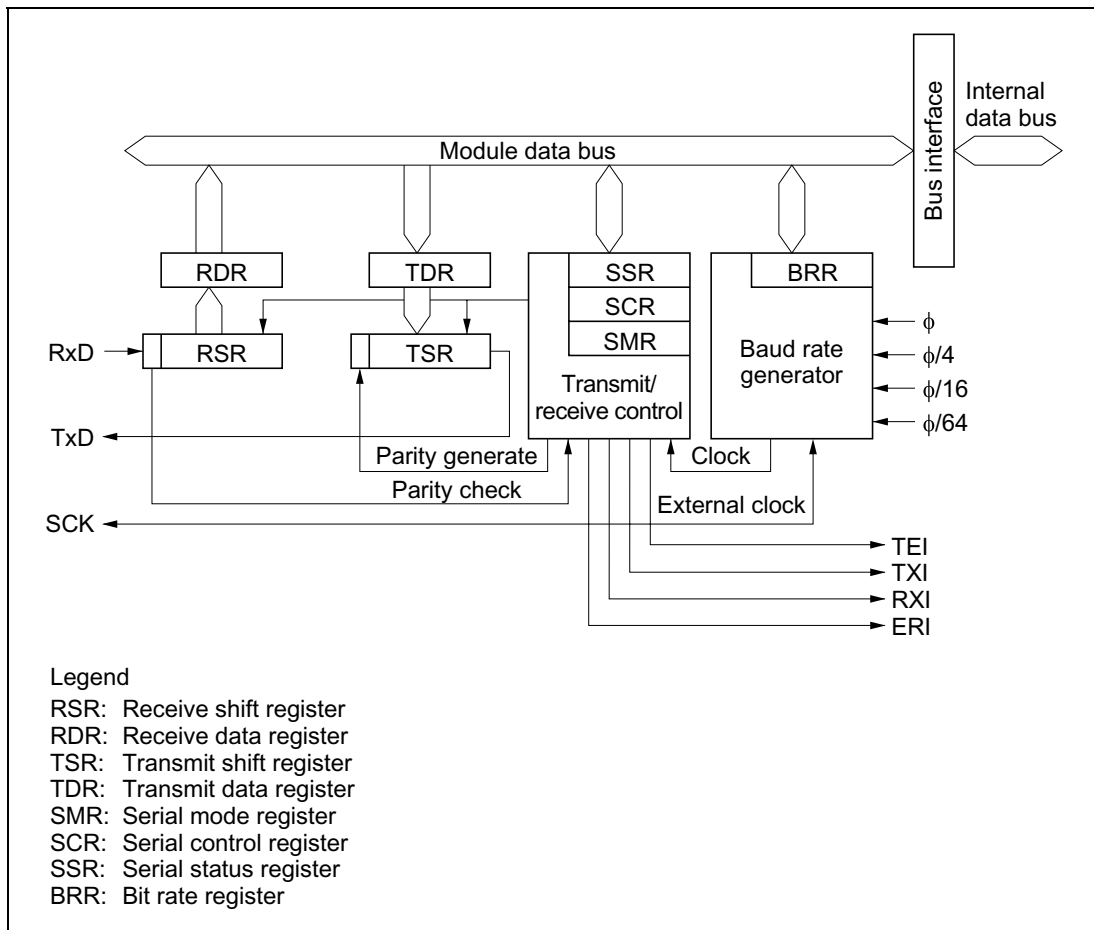 Bus interface
Internal
data bus
Module data bus
RDR
TDR
SSR
BRR
SCR
RSR
TSR
SMR
RxD
Transmit/
receive control
Baud rate
generator
ϕ
ϕ/4
ϕ/16
ϕ/64
TxD
Parity generate
Clock
Parity check
External clock
SCK
TEI
TXI
RXI
ERI
Legend
RSR: Receive shift register
RDR: Receive data register
TSR: Transmit shift register
TDR: Transmit data register
SMR: Serial mode register
SCR: Serial control register
SSR: Serial status register
BRR: Bit rate register